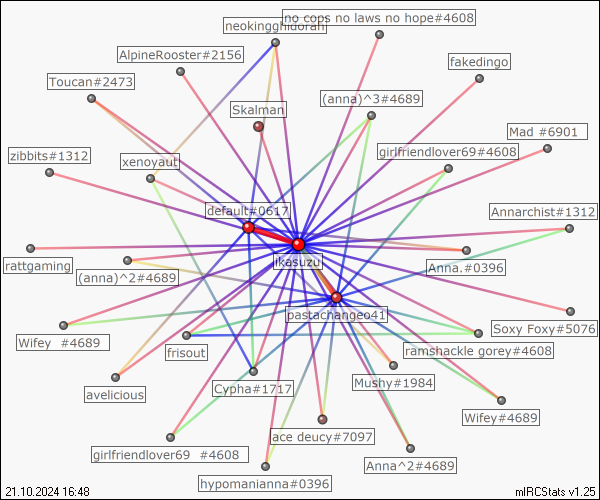 no cops no laws no hope#4608
neokingghidorah
AlpineRooster#2156
fakedingo
Toucan#2473
(anna)^3#4689
Skalman
Mad #6901
girlfriendlover69#4608
zibbits#1312
xenoyaut
default#0617
Annarchist#1312
ikasuzu
rattgaming
Anna.#0396
(anna)^2#4689
pastachangeo41
Soxy Foxy#5076
Wifey  #4689
frisout
ramshackle gorey#4608
Mushy#1984
Cypha#1717
avelicious
Wifey#4689
ace deucy#7097
girlfriendlover69  #4608
Anna^2#4689
hypomanianna#0396
21.10.2024 16:48
mIRCStats v1.25